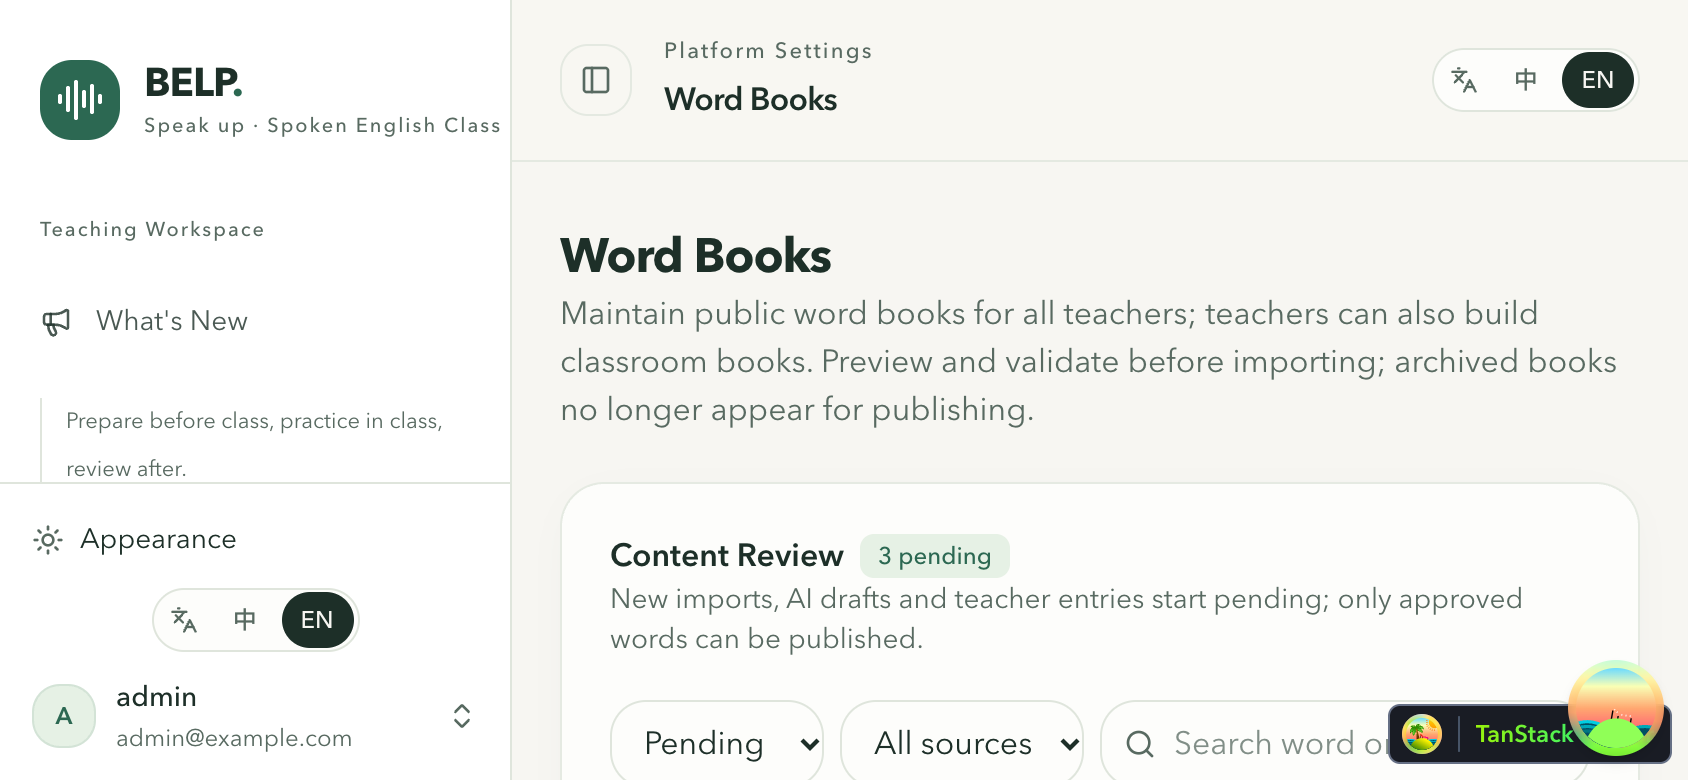 BELP.
Speak up · Spoken English Class
Teaching Workspace
What's New
Prepare before class, practice in class,
review after.
Appearance
中 EN
A
admin
admin@example.com
Platform Settings
Word Books
中 EN
Word Books
Maintain public word books for all teachers; teachers can also build
classroom books. Preview and validate before importing; archived books
no longer appear for publishing.
Content Review 3 pending
New imports, AI drafts and teacher entries start pending; only approved
words can be published.
Pending
All sources
Search word
TanStack